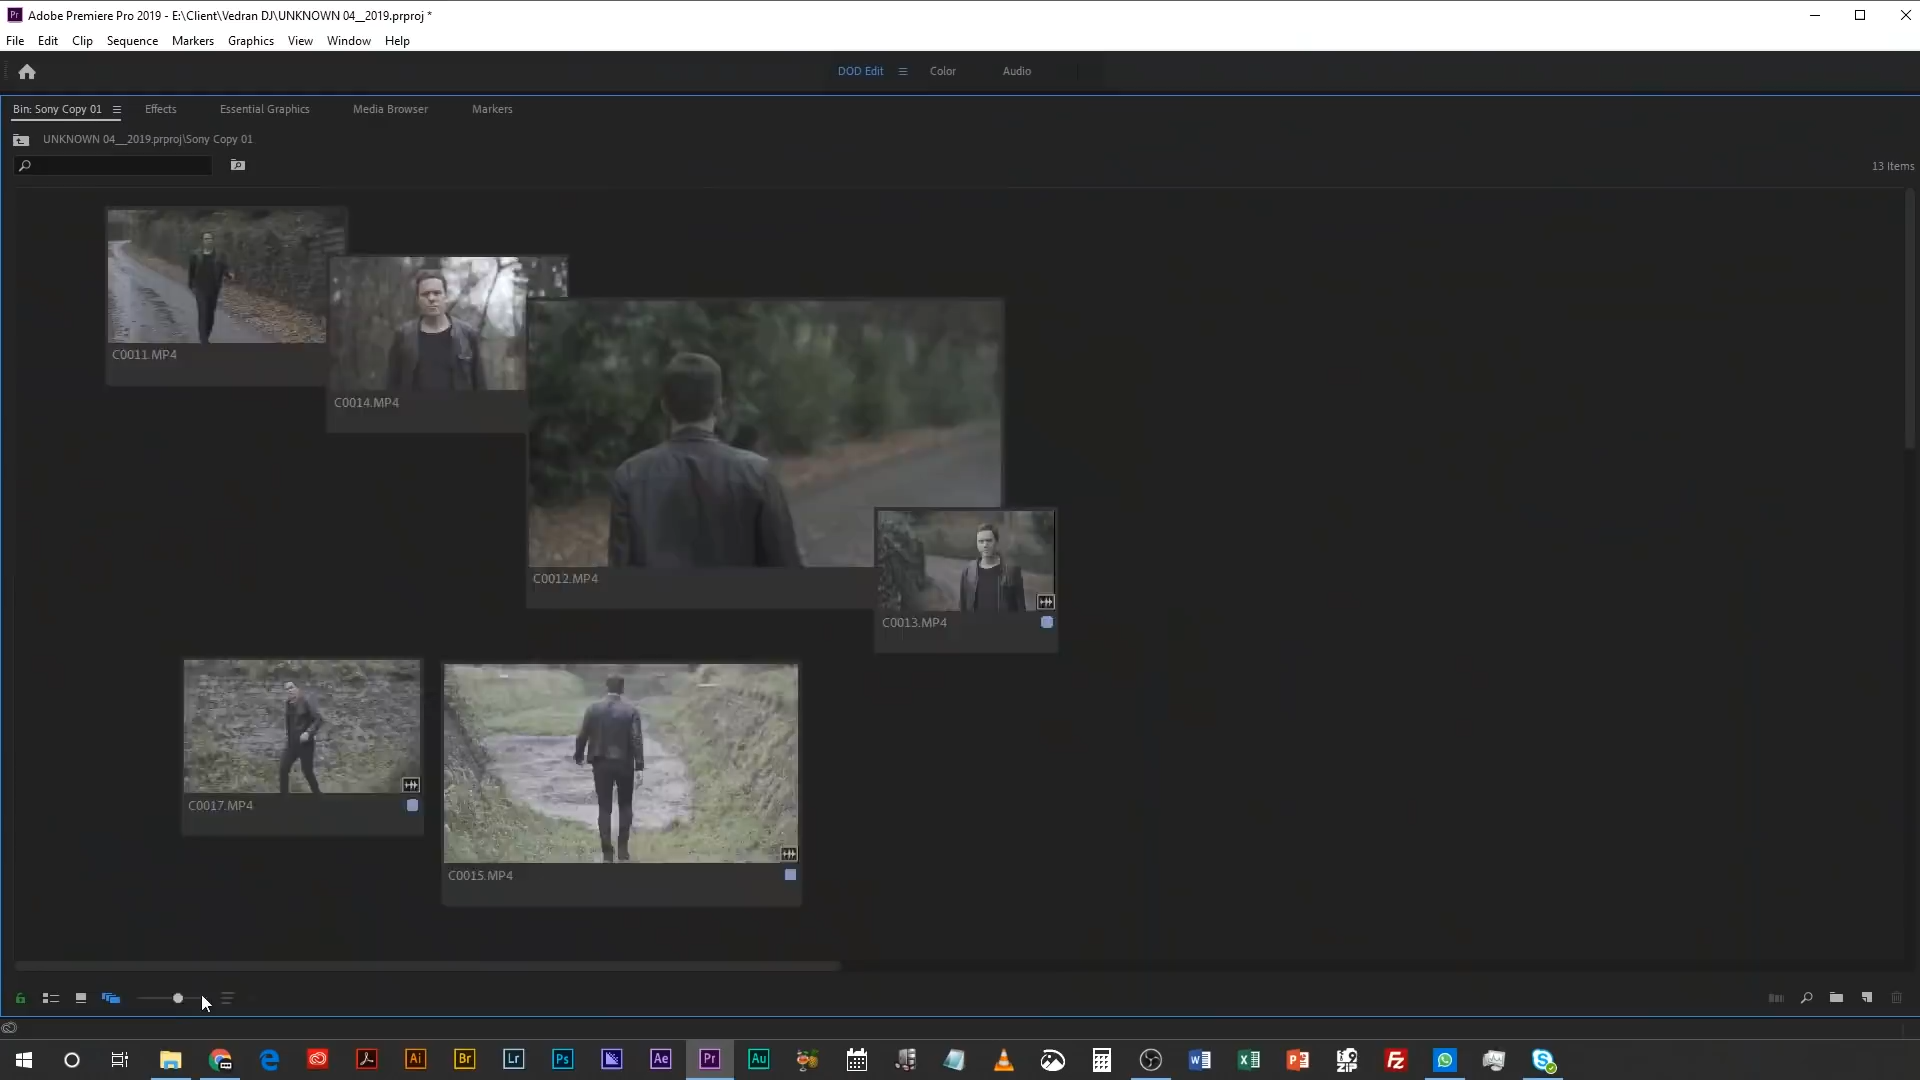 Pr Adobe Premiere Pro 2019 - E:\Client\Vedran DJ\UNKNOWN 04__2019.prproj *
File Edit Clip Sequence Markers Graphics View Window Help
DOD Edit Color Audio
Bin: Sony Copy 01 Effects Essential Graphics Media Browser Markers
UNKNOWN 04__2019.prproj\Sony Copy 01
13 Items
C0011.MP4
C0014.MP4
C0012.MP4
C0013.MP4
C0017.MP4
C0015.MP4
Ai Br Lr Ps Ae Pr Au ZIP Fz